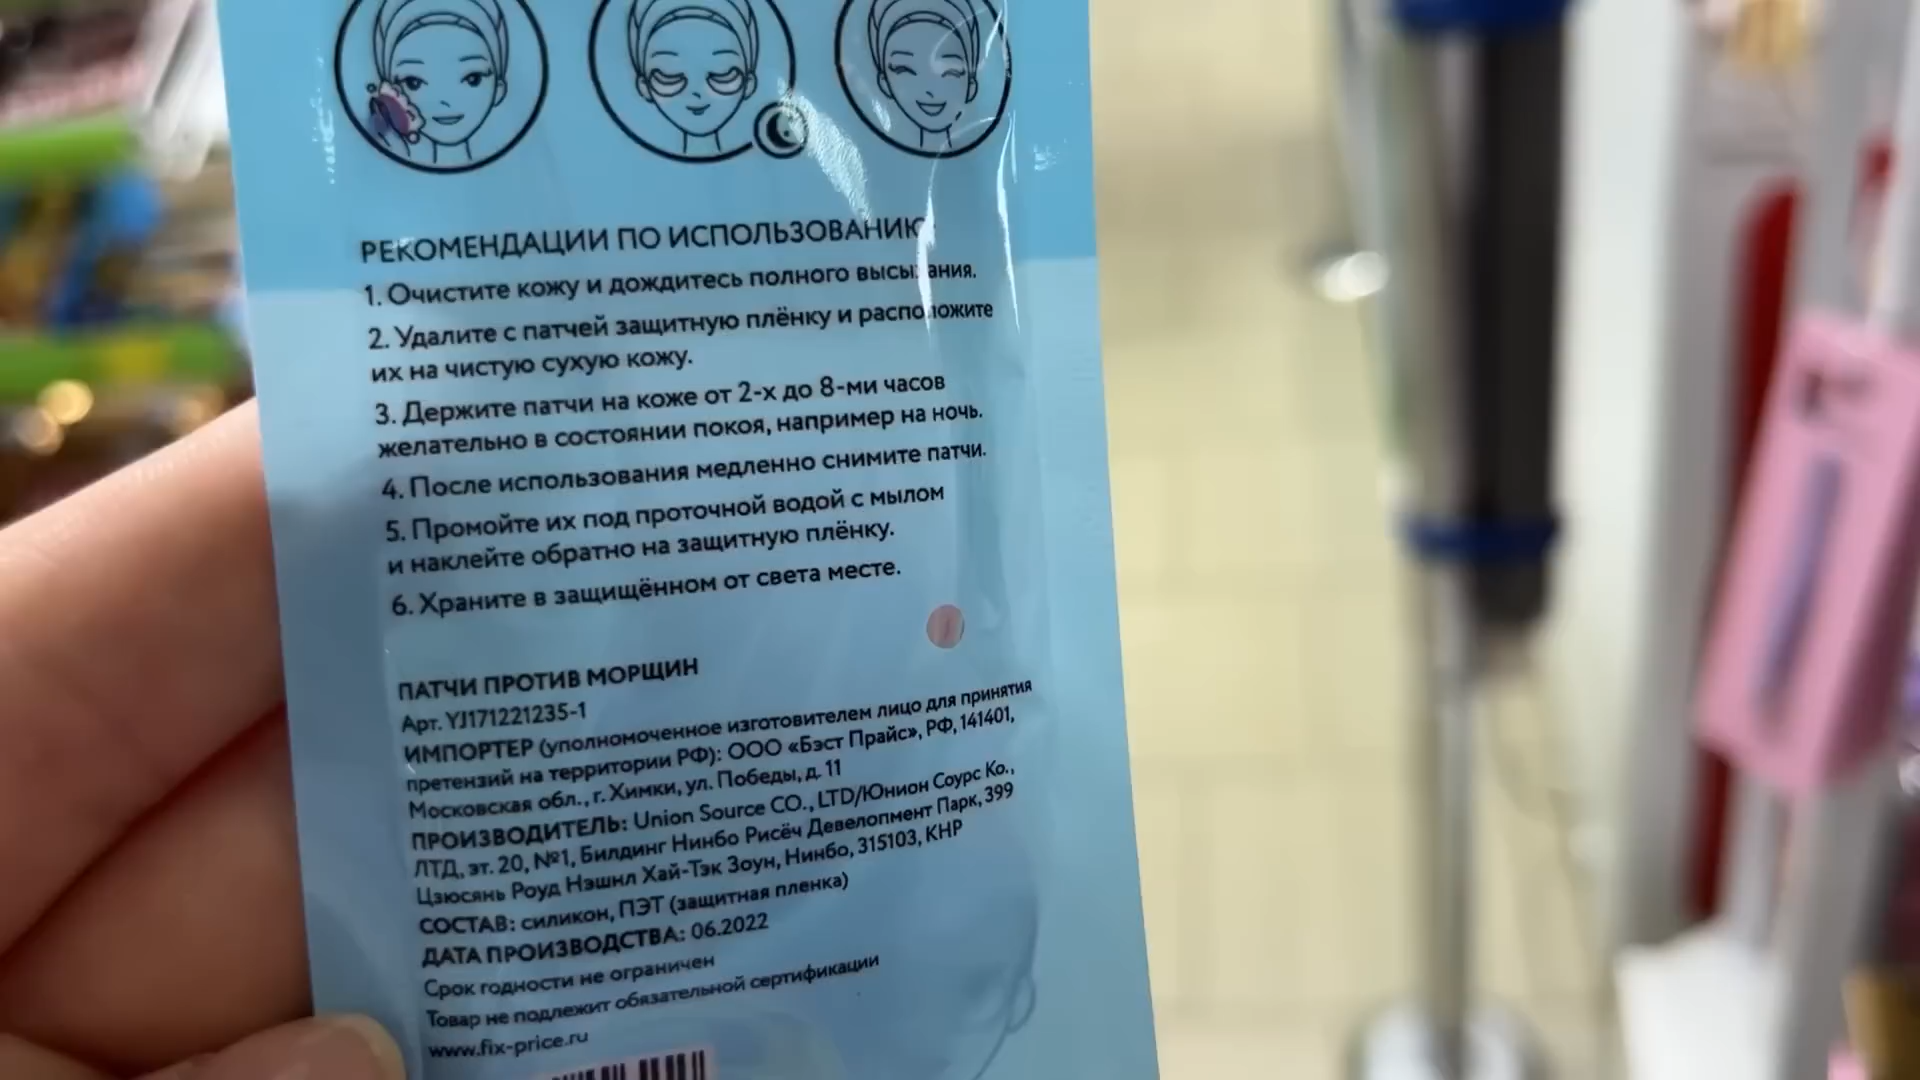 РЕКОМЕНДАЦИИ ПО ИСПОЛЬЗОВАНИЮ
1. Очистите кожу и дождитесь полного высыхания.
2. Удалите с патчей защитную плёнку и расположите
их на чистую сухую кожу.
3. Держите патчи на коже от 2-х до 8-ми часов
желательно в состоянии покоя, например на ночь.
4. После использования медленно снимите патчи.
5. Промойте их под проточной водой с мылом
и наклейте обратно на защитную плёнку.
6. Храните в защищённом от света месте.
ПАТЧИ ПРОТИВ МОРЩИН
Арт. YJ171221235-1
ИМПОРТЕР (уполномоченное изготовителем лицо для принятия
претензий на территории РФ): ООО «Бэст Прайс», РФ, 141401,
Московская обл., г. Химки, ул. Победы, д. 11
ПРОИЗВОДИТЕЛЬ: Union Source CO., LTD/Юнион Соурс Ко.,
ЛТД, эт. 20, №1, Билдинг Нинбо Рисёч Девелопмент Парк, 399
Цзюсянь Роуд Нэшнл Хай-Тэк Зоун, Нинбо, 315103, КНР
СОСТАВ: силикон, ПЭТ (защитная пленка)
ДАТА ПРОИЗВОДСТВА: 06.2022
Срок годности не ограничен
Товар не подлежит обязательной сертификации
www.fix-price.ru